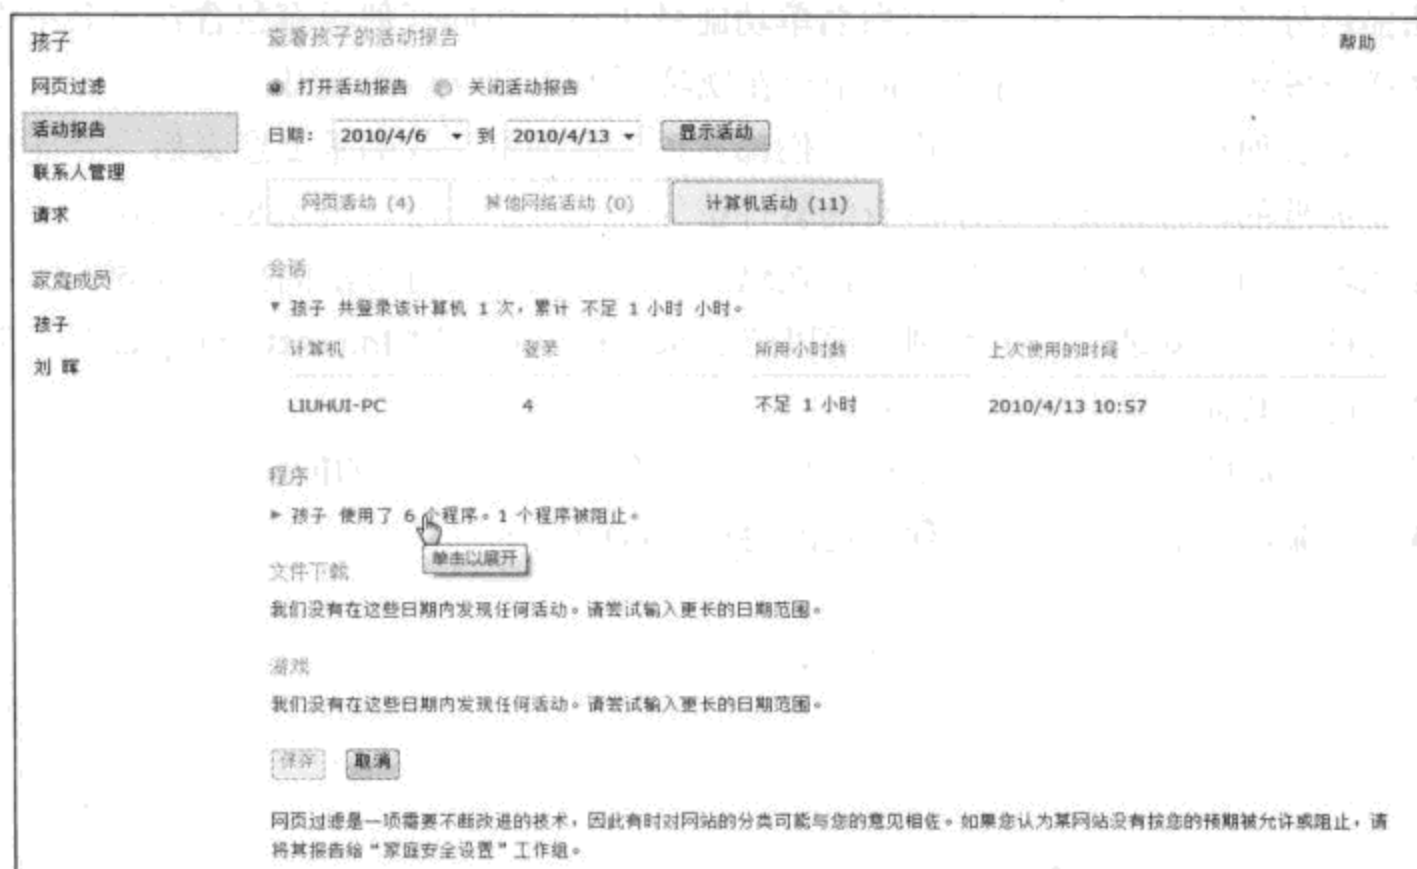 孩子
网页过滤
活动报告
联系人管理
请求
家庭成员
孩子
刘 晖
查看孩子的活动报告
帮助
打开活动报告 关闭活动报告
日期： 2010/4/6 到 2010/4/13 显示活动
网页活动 (4) 其他网络活动 (0) 计算机活动 (11)
会话
▼ 孩子 共登录该计算机 1 次，累计 不足 1 小时 小时。
计算机 登录 所用小时数 上次使用的时间
LIUHUI-PC 4 不足 1 小时 2010/4/13 10:57
程序
► 孩子 使用了 6 个程序。1 个程序被阻止。
单击以展开
文件下载
我们没有在这些日期内发现任何活动。请尝试输入更长的日期范围。
游戏
我们没有在这些日期内发现任何活动。请尝试输入更长的日期范围。
保存 取消
网页过滤是一项需要不断改进的技术，因此有时对网站的分类可能与您的意见相佐。如果您认为某网站没有按您的预期被允许或阻止，请
将其报告给“家庭安全设置”工作组。